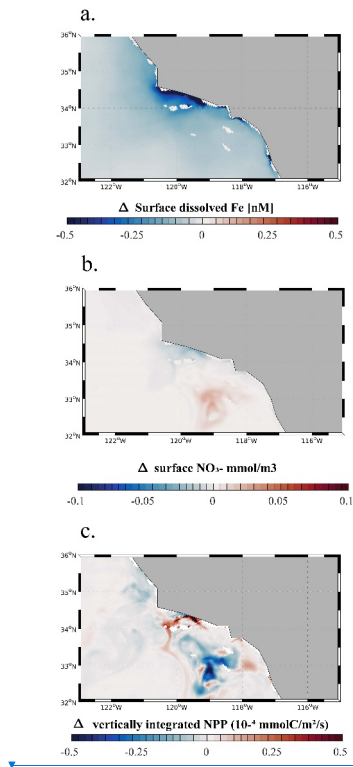 a.
36°N
35°N
34°N
33°N
32°N
122°W 120°W 118°W 116°W
Δ Surface dissolved Fe [nM]
-0.5 -0.25 0 0.25 0.5
b.
36°N
35°N
34°N
33°N
32°N
122°W 120°W 118°W 116°W
Δ surface NO₃- mmol/m3
-0.1 -0.05 0 0.05 0.1
c.
36°N
35°N
34°N
33°N
32°N
122°W 120°W 118°W 116°W
Δ vertically integrated NPP (10-⁴ mmolC/m²/s)
-0.5 -0.25 0 0.25 0.5